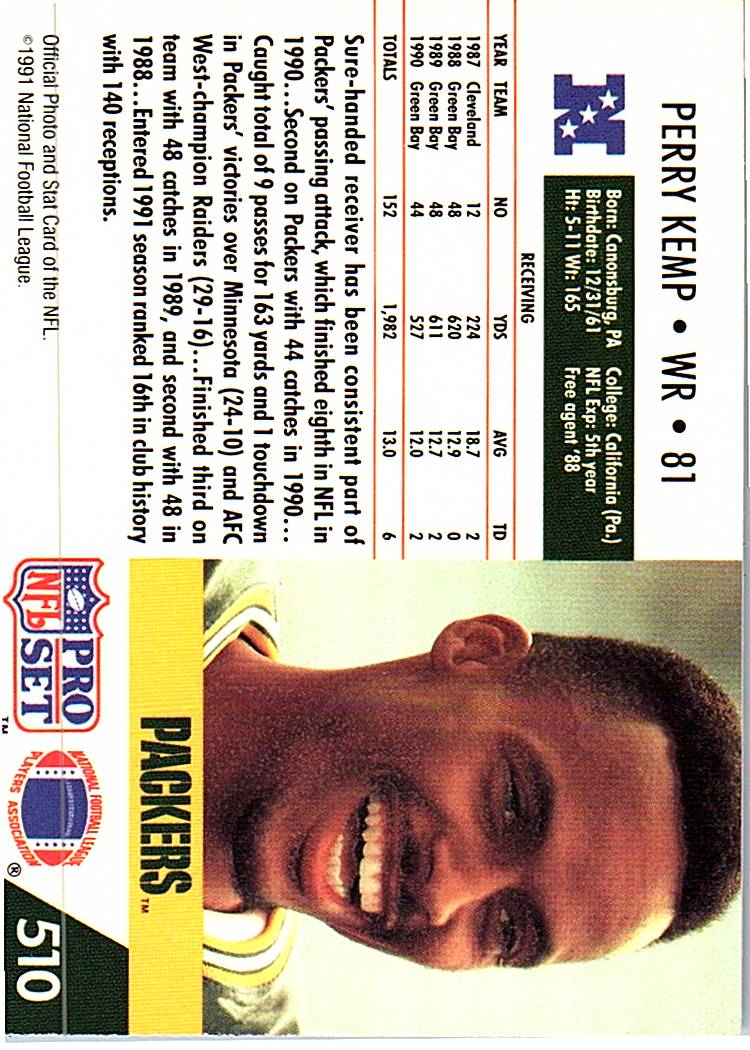 PERRY KEMP • WR • 81
N
Born: Canonsburg, PA College: California (Pa.)
Birthdate: 12/31/61 NFL Exp: 5th year
Ht: 5-11 Wt: 165 Free agent '88
RECEIVING
YEAR TEAM NO YDS AVG TD
1987 Cleveland 12 224 18.7 2
1988 Green Bay 48 620 12.9 0
1989 Green Bay 48 611 12.7 2
1990 Green Bay 44 527 12.0 2
TOTALS 152 1,982 13.0 6
Sure-handed receiver has been consistent part of
Packers' passing attack, which finished eighth in NFL in
1990...Second on Packers with 44 catches in 1990...
Caught total of 9 passes for 163 yards and 1 touchdown
in Packers' victories over Minnesota (24-10) and AFC
West-champion Raiders (29-16)...Finished third on
team with 48 catches in 1989, and second with 48 in
1988...Entered 1991 season ranked 16th in club history
with 140 receptions.
Official Photo and Stat Card of the NFL.
©1991 National Football League.
PACKERS™
NFL PRO SET™
NATIONAL FOOTBALL LEAGUE
PLAYERS ASSOCIATION®
510